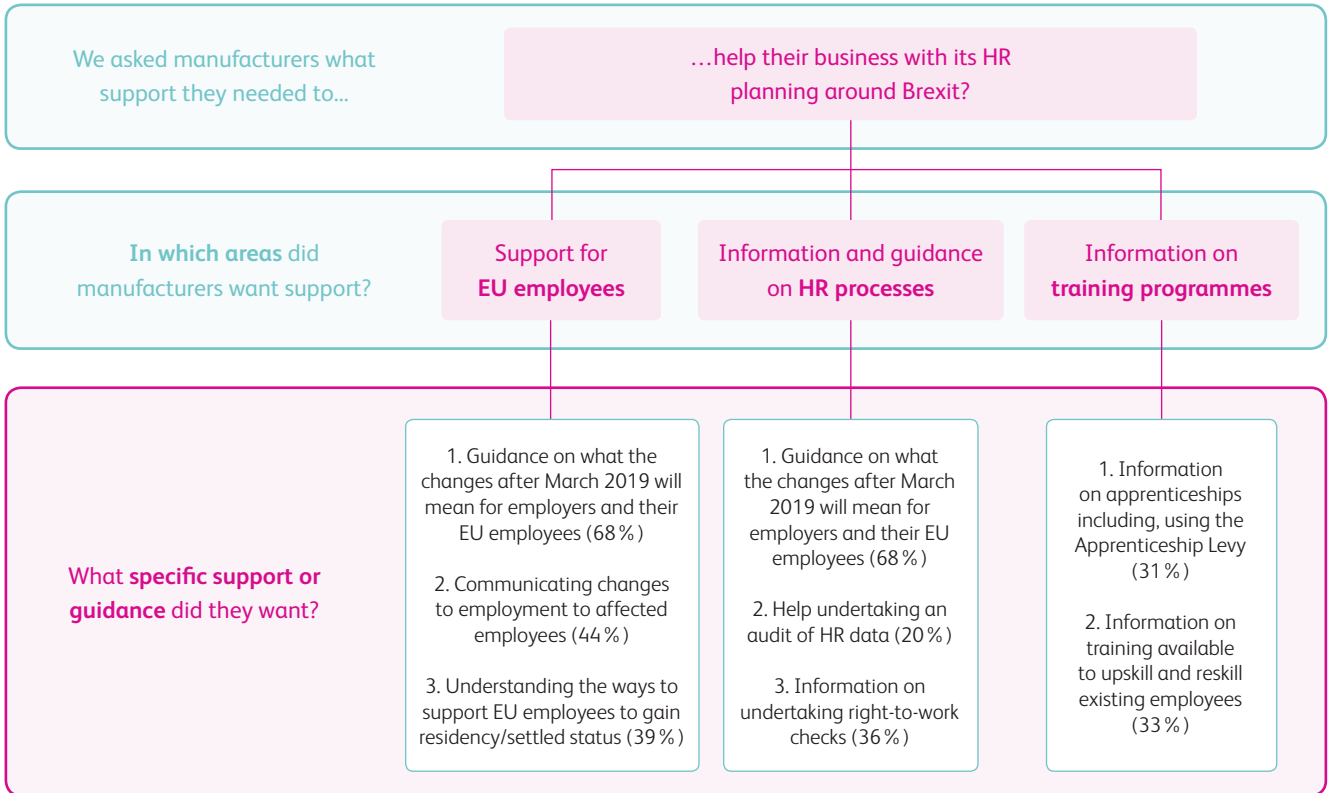 We asked manufacturers what
support they needed to...
…help their business with its HR
planning around Brexit?
In which areas did
manufacturers want support?
Support for
EU employees
Information and guidance
on HR processes
Information on
training programmes
What specific support or
guidance did they want?
1. Guidance on what the
changes after March 2019 will
mean for employers and their
EU employees (68%)
2. Communicating changes
to employment to affected
employees (44%)
3. Understanding the ways to
support EU employees to gain
residency/settled status (39%)
1. Guidance on what
the changes after March
2019 will mean for
employers and their EU
employees (68%)
2. Help undertaking an
audit of HR data (20%)
3. Information on
undertaking right-to-work
checks (36%)
1. Information
on apprenticeships
including, using the
Apprenticeship Levy
(31%)
2. Information on
training available
to upskill and reskill
existing employees
(33%)